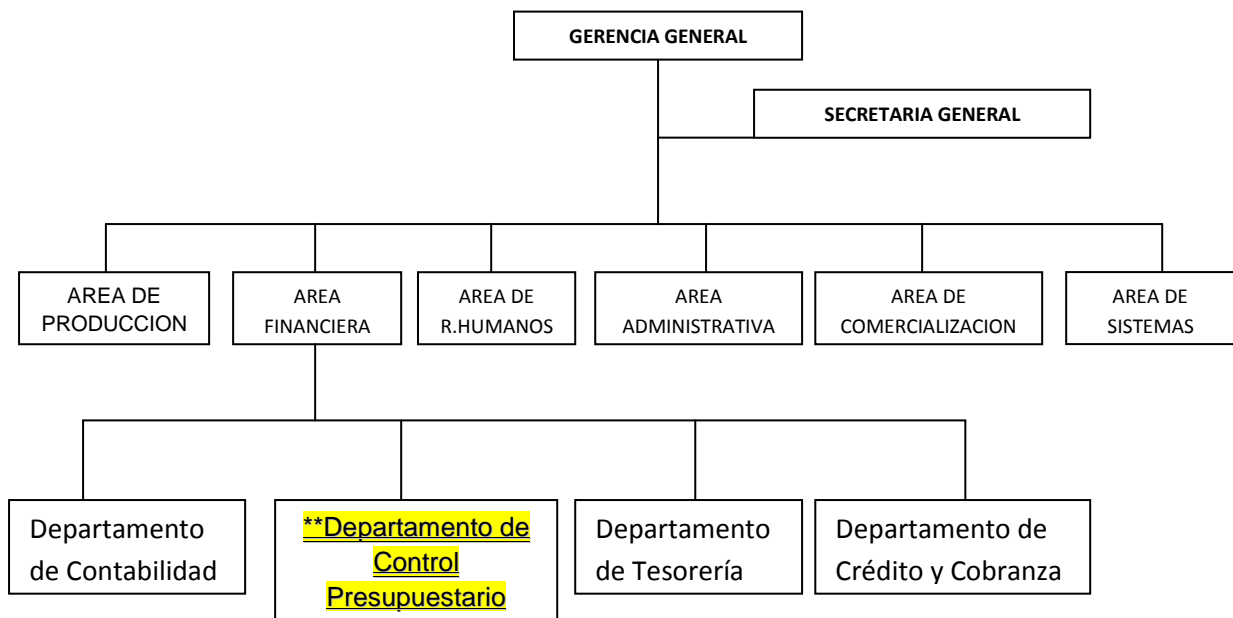 GERENCIA GENERAL
SECRETARIA GENERAL
AREA DE
PRODUCCION
AREA
FINANCIERA
AREA DE
R.HUMANOS
AREA
ADMINISTRATIVA
AREA DE
COMERCIALIZACION
AREA DE
SISTEMAS
Departamento
de Contabilidad
**Departamento de
Control
Presupuestario
Departamento
de Tesorería
Departamento de
Crédito y Cobranza